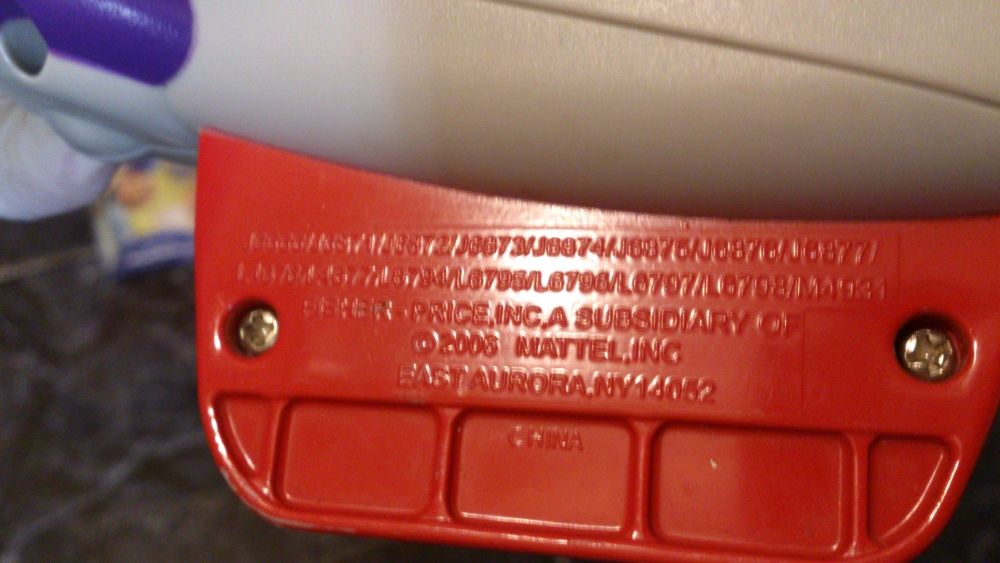 J6872/J6873/J6874/J6875/J6876/J6877/
L6794/L6795/L6796/L6797/L6798/
FISHER-PRICE,INC.A SUBSIDIARY OF
©2006 MATTEL,INC
EAST AURORA,NY14052
CHINA